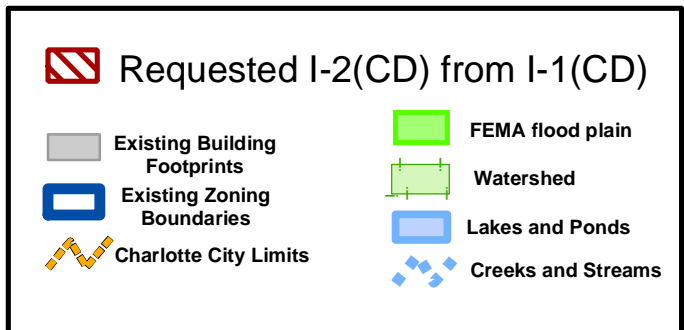 Requested I-2(CD) from I-1(CD)
Existing Building
Footprints
Existing Zoning
Boundaries
Charlotte City Limits
FEMA flood plain
Watershed
Lakes and Ponds
Creeks and Streams